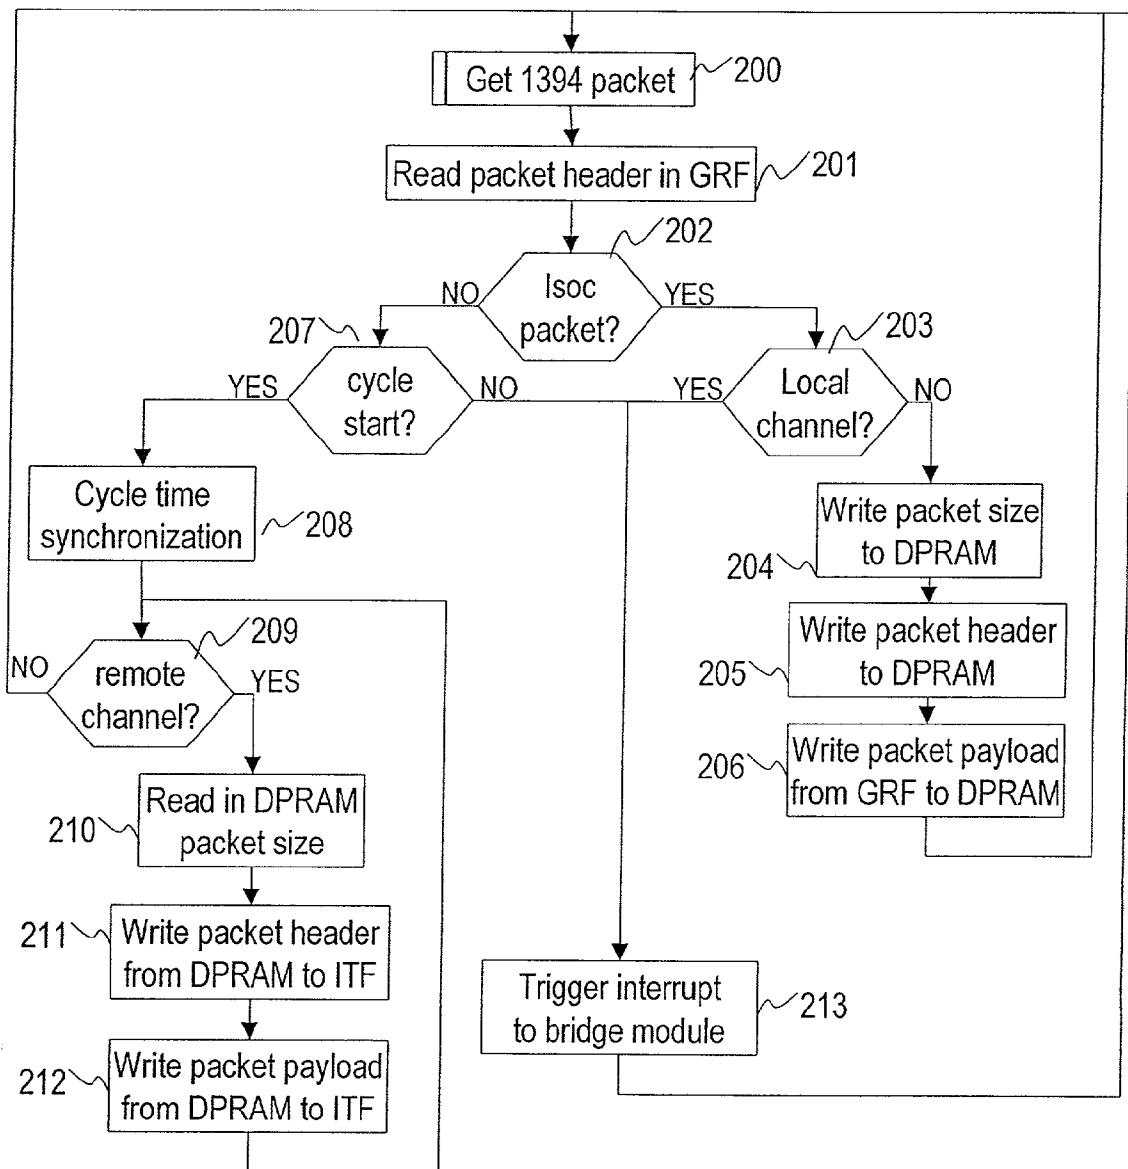 Get 1394 packet
200
Read packet header in GRF
201
202
Isoc
packet?
NO
YES
207
203
cycle
start?
YES
NO
Local
channel?
YES
NO
Cycle time
synchronization
208
Write packet size
to DPRAM
204
209
remote
channel?
NO
YES
Write packet header
to DPRAM
205
Write packet payload
from GRF to DPRAM
206
Read in DPRAM
packet size
210
Write packet header
from DPRAM to ITF
211
Trigger interrupt
to bridge module
213
Write packet payload
from DPRAM to ITF
212